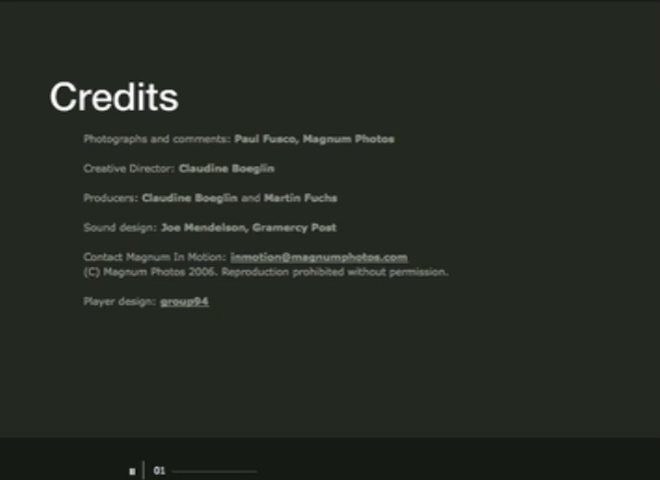 Credits
Photographs and comments: Paul Fusco, Magnum Photos
Creative Director: Claudine Boeglin
Producers: Claudine Boeglin and Martin Fuchs
Sound design: Joe Mendelson, Gramercy Post
Contact Magnum In Motion: inmotion@magnumphotos.com
(C) Magnum Photos 2006. Reproduction prohibited without permission.
Player design: group94
01